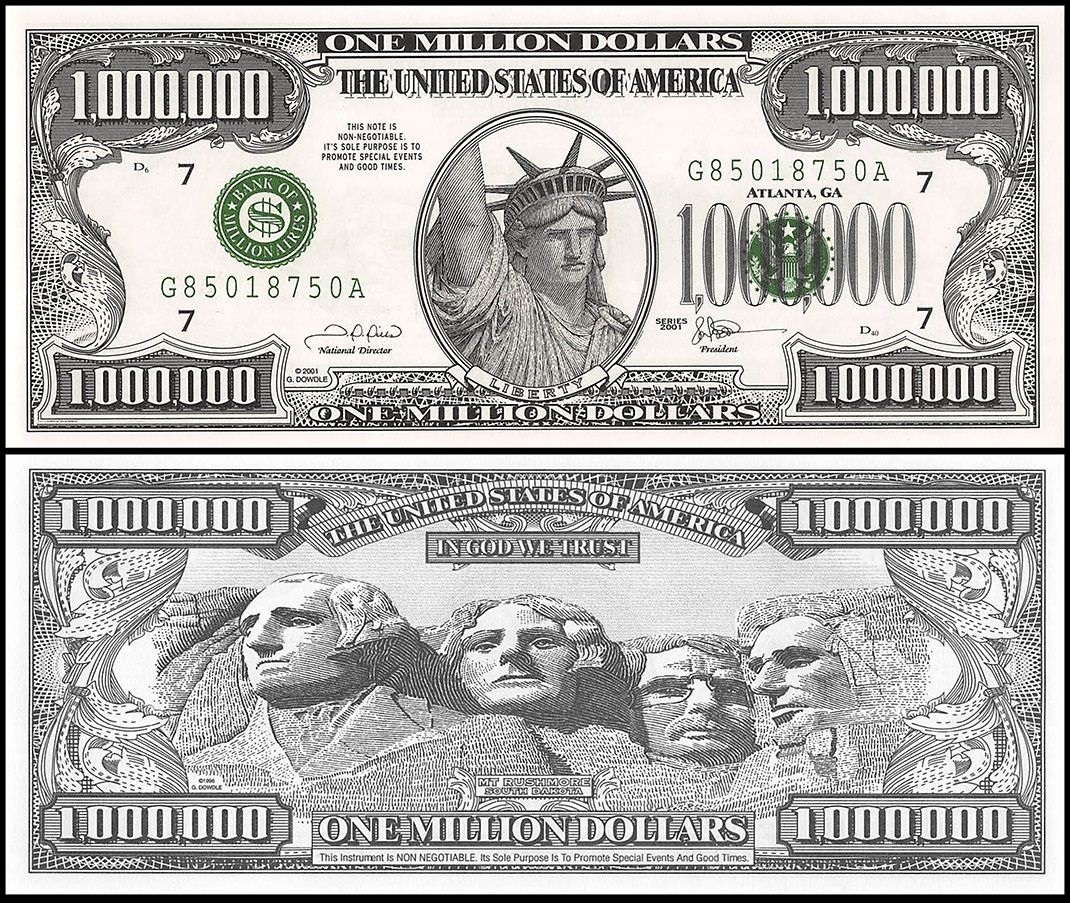 ONE MILLION DOLLARS
THE UNITED STATES OF AMERICA
1,000,000
1,000,000
THIS NOTE IS
NON-NEGOTIABLE.
IT'S SOLE PURPOSE IS TO
PROMOTE SPECIAL EVENTS
AND GOOD TIMES.
D6
7
BANK OF
MILLIONAIRES
$
G85018750A
7
G85018750A
7
ATLANTA, GA
1,000,000
SERIES
2001
D40
7
National Director
President
© 2001
G. DOWDLE
LIBERTY
1,000,000
1,000,000
ONE MILLION DOLLARS
1,000,000
THE UNITED STATES OF AMERICA
1,000,000
IN GOD WE TRUST
©1996
G. DOWDLE
MT RUSHMORE
SOUTH DAKOTA
1,000,000
ONE MILLION DOLLARS
1,000,000
This Instrument Is NON NEGOTIABLE. Its Sole Purpose Is To Promote Special Events And Good Times.